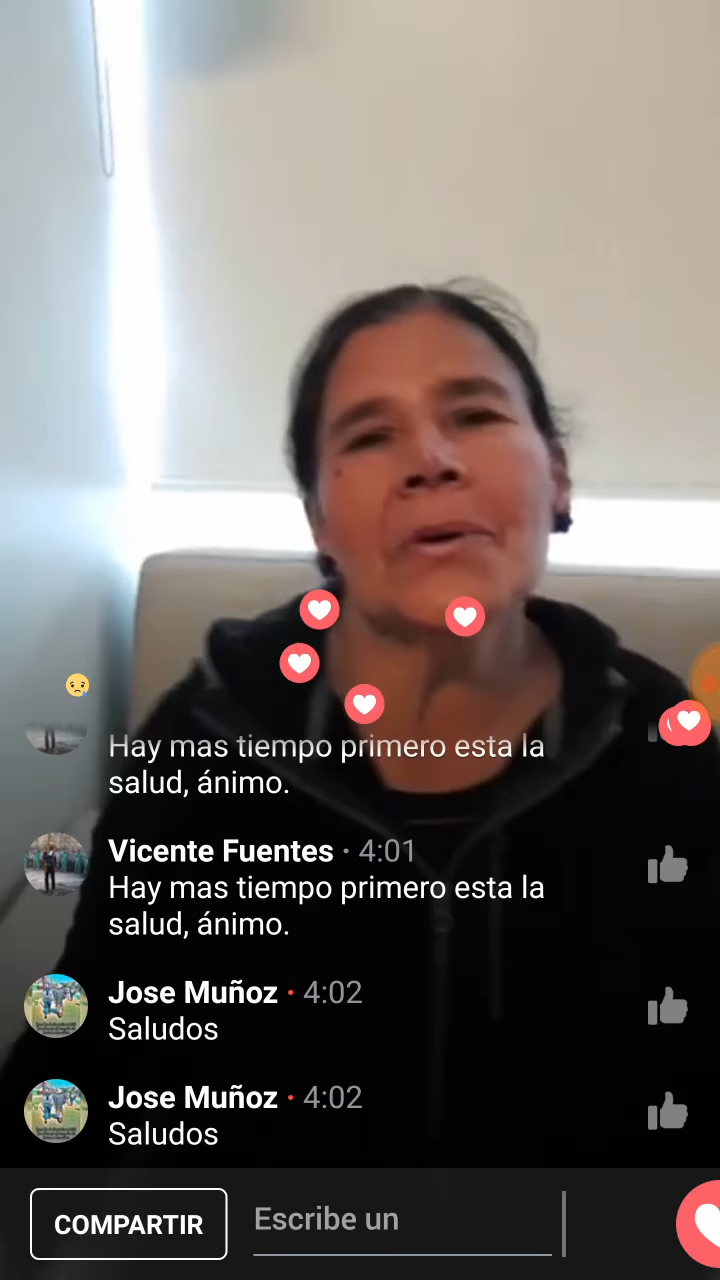 Hay mas tiempo primero esta la
salud, ánimo.
Vicente Fuentes · 4:01
Hay mas tiempo primero esta la
salud, ánimo.
Jose Muñoz · 4:02
Saludos
Jose Muñoz · 4:02
Saludos
COMPARTIR
Escribe un